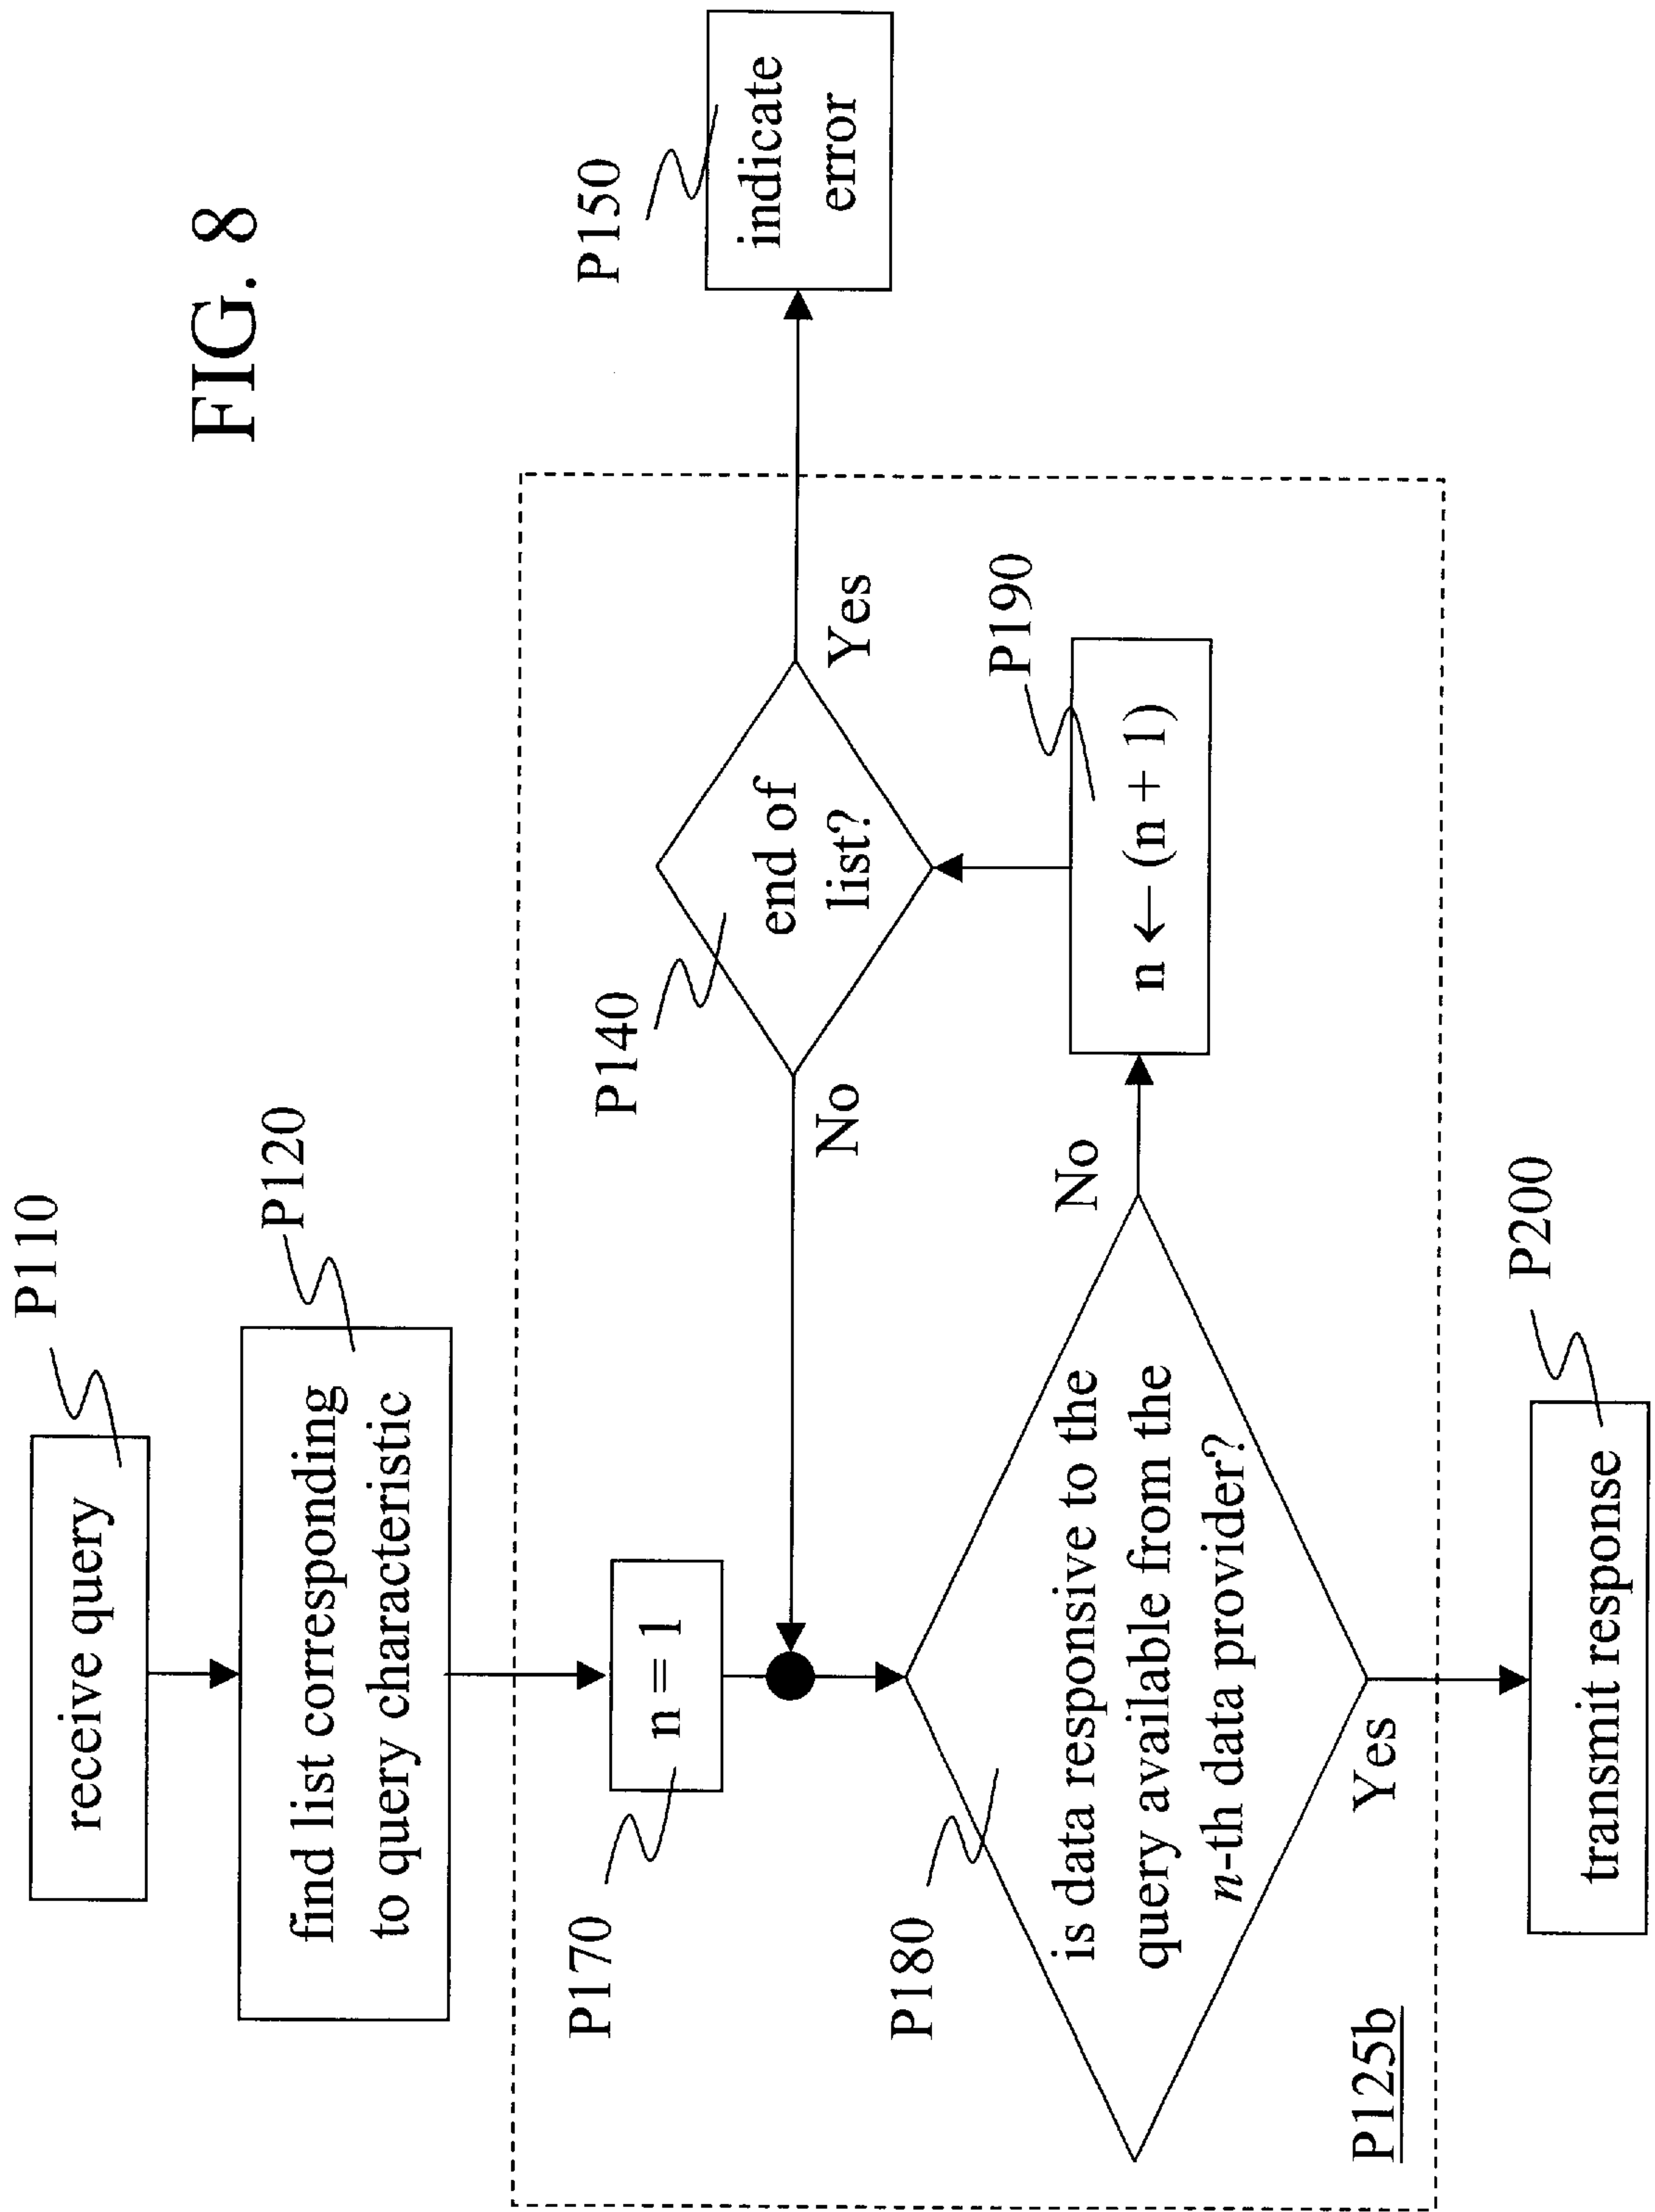 FIG. 8
P110
receive query
P120
find list corresponding
to query characteristic
P170
n = 1
P140
end of
list?
Yes
No
P150
indicate
error
P180
is data responsive to the
query available from the
n-th data provider?
No
P190
n ← (n + 1)
Yes
P125b
P200
transmit response